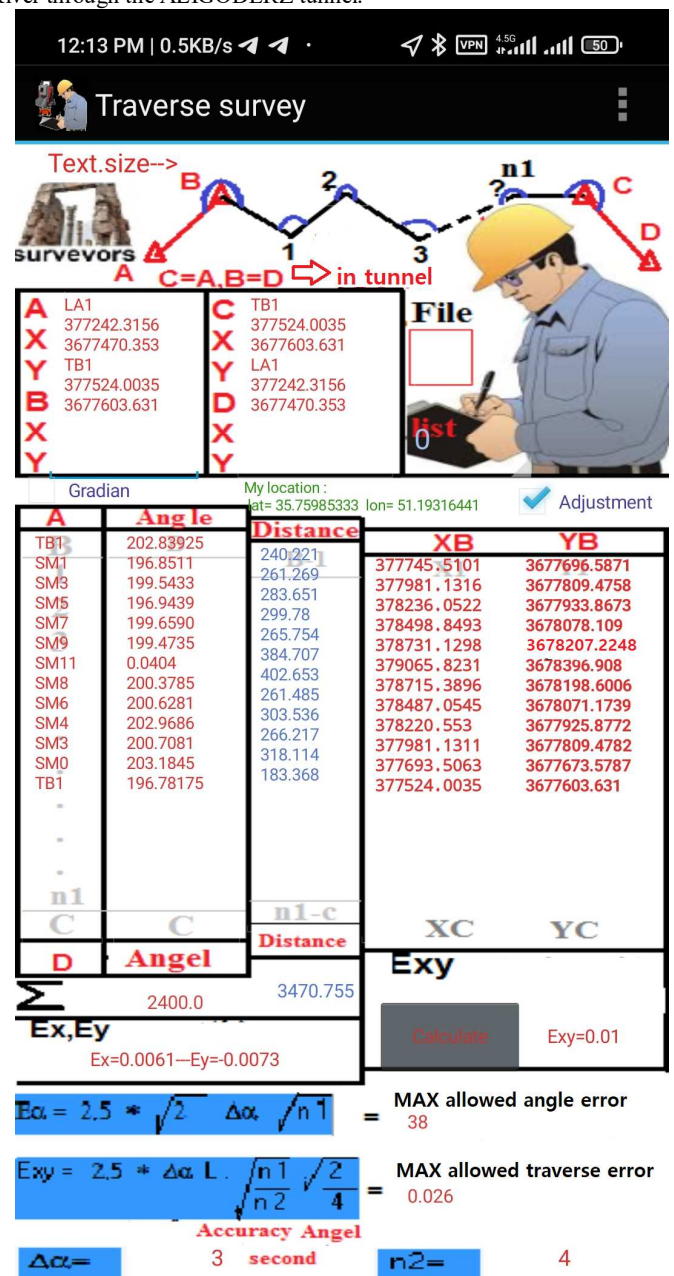 river through the ALIGODERZ tunnel.
12:13 PM | 0.5KB/s
VPN 4.5G 50
Traverse survey
Text.size-->
B 2 n1 ? C
surveyors A 1 3 D
A C=A,B=D in tunnel
A LA1 C TB1
X 377242.3156 X 377524.0035
Y 3677470.353 Y 3677603.631
TB1 LA1
B 377524.0035 D 377242.3156
X 3677603.631 X 3677470.353
Y Y
File
list
0
Gradian
My location :
lat= 35.75985333 lon= 51.19316441
Adjustment
A Angle Distance XB YB
TB1 202.83925 240.221 377745.5101 3677696.5871
SM1 196.8511 261.269 377981.1316 3677809.4758
SM3 199.5433 283.651 378236.0522 3677933.8673
SM5 196.9439 299.78 378498.8493 3678078.109
SM7 199.6590 265.754 378731.1298 3678207.2248
SM9 199.4735 384.707 379065.8231 3678396.908
SM11 0.0404 402.653 378715.3896 3678198.6006
SM8 200.3785 261.485 378487.0545 3678071.1739
SM6 200.6281 303.536 378220.553 3677925.8772
SM4 202.9686 266.217 377981.1311 3677809.4782
SM3 200.7081 318.114 377693.5063 3677673.5787
SM0 203.1845 183.368 377524.0035 3677603.631
TB1 196.78175
n1 n1-c
C C XC YC
Distance
D Angel Exy
Σ 2400.0 3470.755
Ex,Ey Calculate Exy=0.01
Ex=0.0061---Ey=-0.0073
Eα = 2,5 * √2 Δα √n1 = MAX allowed angle error
38
Exy = 2,5 * Δα L . √n1/n2 . √2/4 = MAX allowed traverse error
0.026
Accuracy Angel
Δα= 3 second n2= 4